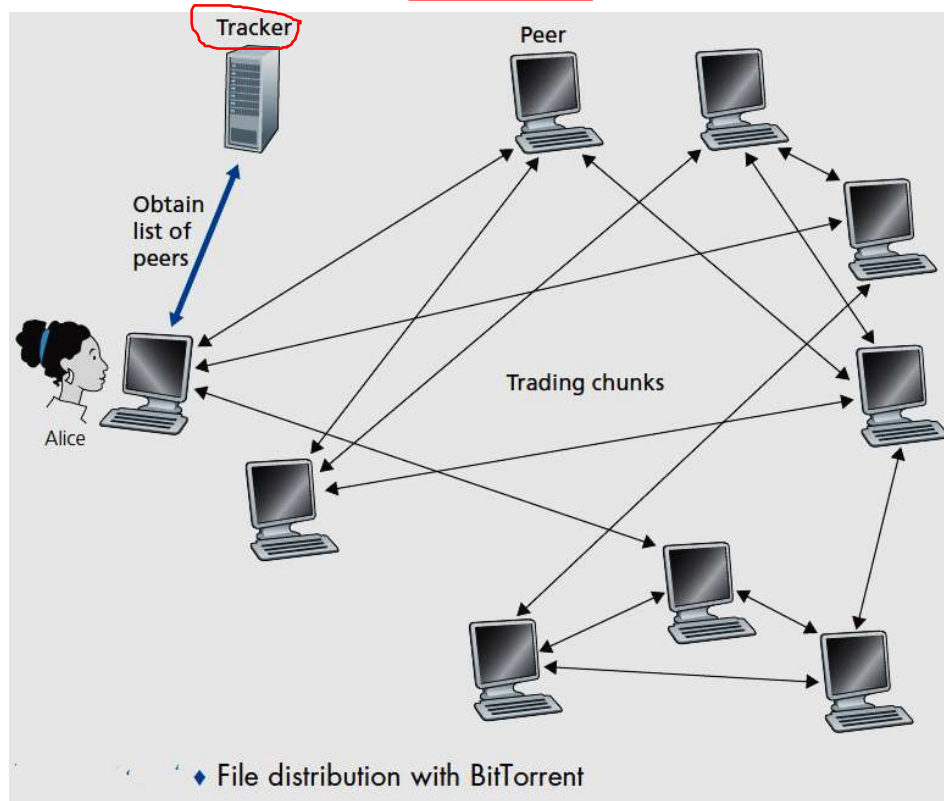 Tracker
Peer
Obtain
list of
peers
Trading chunks
Alice
♦ File distribution with BitTorrent